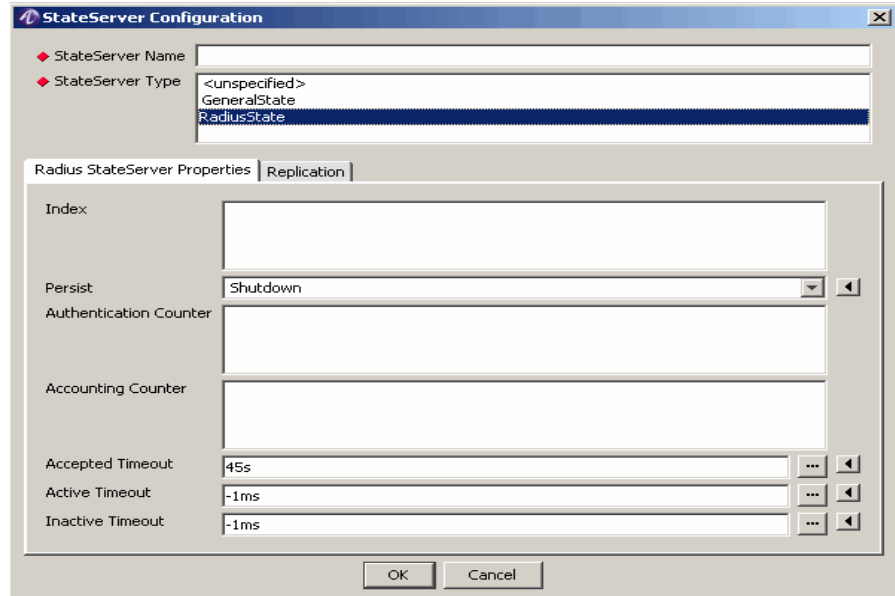 StateServer Configuration
StateServer Name
StateServer Type
<unspecified>
GeneralState
RadiusState
Radius StateServer Properties
Replication
Index
Persist
Shutdown
Authentication Counter
Accounting Counter
Accepted Timeout
45s
...
Active Timeout
-1ms
...
Inactive Timeout
-1ms
...
OK
Cancel